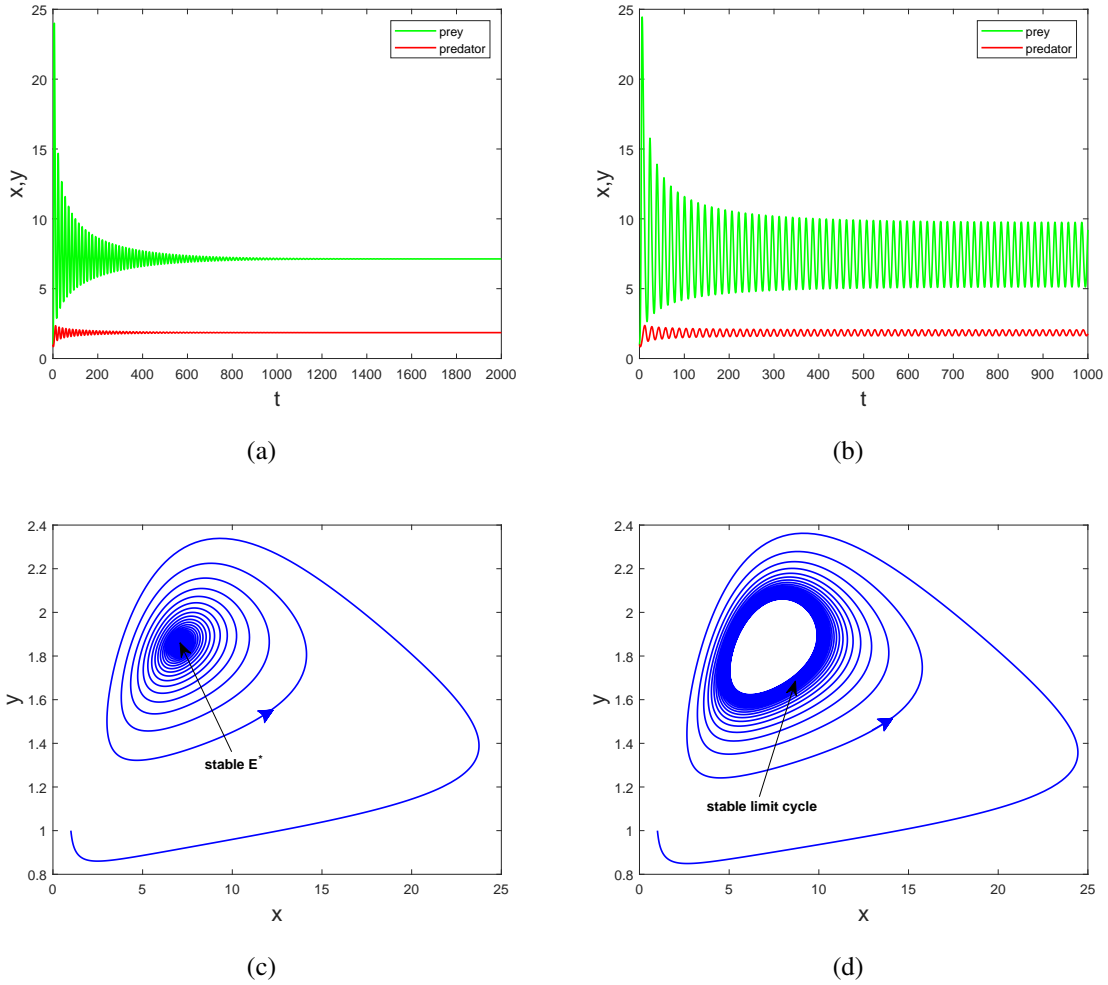 25
20
15
10
5
0
x,y
0 200 400 600 800 1000 1200 1400 1600 1800 2000
t
prey
predator
(a)
25
20
15
10
5
0
x,y
0 100 200 300 400 500 600 700 800 900 1000
t
prey
predator
(b)
2.4
2.2
2
1.8
1.6
1.4
1.2
1
0.8
y
stable E*
0 5 10 15 20 25
x
(c)
2.4
2.2
2
1.8
1.6
1.4
1.2
1
0.8
y
stable limit cycle
0 5 10 15 20 25
x
(d)